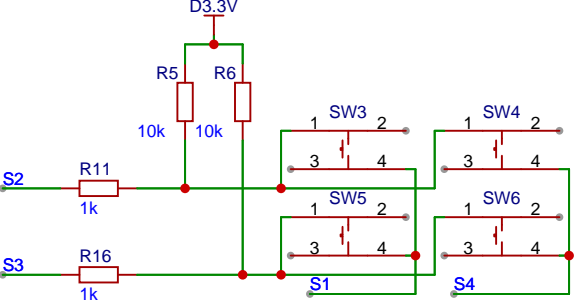 D3.3V
R5 R6
10k 10k
SW3 SW4
1 2 1 2
3 4 3 4
S2 R11
1k
SW5 SW6
1 2 1 2
3 4 3 4
S3 R16
1k
S1 S4